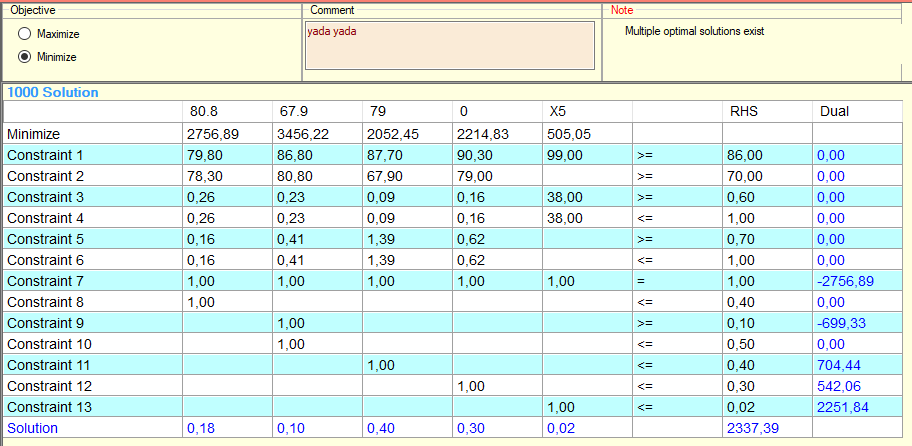 Objective Comment Note
Maximize yada yada Multiple optimal solutions exist
Minimize
1000 Solution
80.8 67.9 79 0 X5 RHS Dual
Minimize 2756,89 3456,22 2052,45 2214,83 505,05
Constraint 1 79,80 86,80 87,70 90,30 99,00 >= 86,00 0,00
Constraint 2 78,30 80,80 67,90 79,00 >= 70,00 0,00
Constraint 3 0,26 0,23 0,09 0,16 38,00 >= 0,60 0,00
Constraint 4 0,26 0,23 0,09 0,16 38,00 <= 1,00 0,00
Constraint 5 0,16 0,41 1,39 0,62 >= 0,70 0,00
Constraint 6 0,16 0,41 1,39 0,62 <= 1,00 0,00
Constraint 7 1,00 1,00 1,00 1,00 1,00 = 1,00 -2756,89
Constraint 8 1,00 <= 0,40 0,00
Constraint 9 1,00 >= 0,10 -699,33
Constraint 10 1,00 <= 0,50 0,00
Constraint 11 1,00 <= 0,40 704,44
Constraint 12 1,00 <= 0,30 542,06
Constraint 13 1,00 <= 0,02 2251,84
Solution 0,18 0,10 0,40 0,30 0,02 2337,39